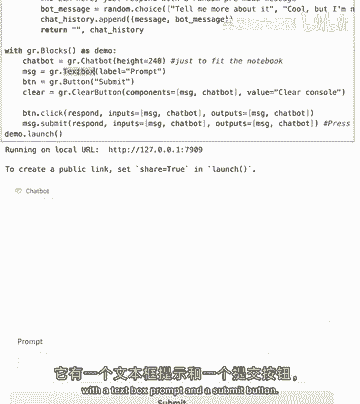 bot_message = random.choice(["Tell me more about it", "Cool, but I'm n
chat_history.append((message, bot_message))
return "", chat_history
with gr.Blocks() as demo:
chatbot = gr.Chatbot(height=240) #just to fit the notebook
msg = gr.Textbox(label="Prompt")
btn = gr.Button("Submit")
clear = gr.ClearButton(components=[msg, chatbot], value="Clear console")
btn.click(respond, inputs=[msg, chatbot], outputs=[msg, chatbot])
msg.submit(respond, inputs=[msg, chatbot], outputs=[msg, chatbot]) #Press
demo.launch()
Running on local URL: http://127.0.0.1:7909
To create a public link, set `share=True` in `launch()`.
Chatbot
Prompt
它有一个文本框提示和一个提交按钮，
with a text box prompt and a submit button.
Submit